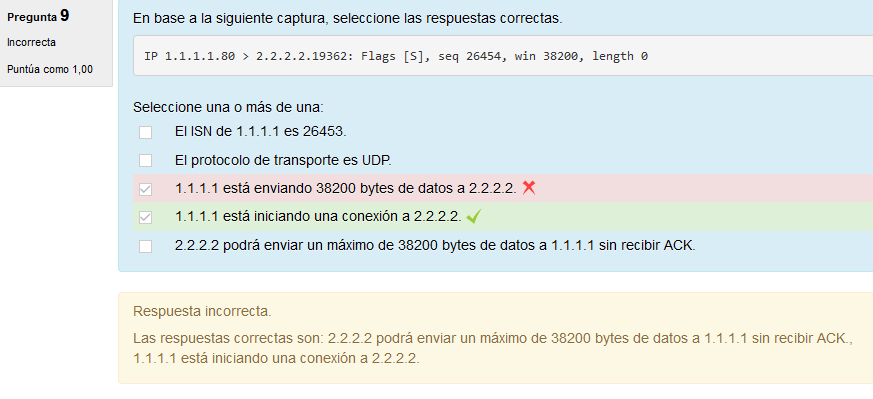 Pregunta 9
Incorrecta
Puntúa como 1,00
En base a la siguiente captura, seleccione las respuestas correctas.
IP 1.1.1.1.80 > 2.2.2.2.19362: Flags [S], seq 26454, win 38200, length 0
Seleccione una o más de una:
El ISN de 1.1.1.1 es 26453.
El protocolo de transporte es UDP.
1.1.1.1 está enviando 38200 bytes de datos a 2.2.2.2.
1.1.1.1 está iniciando una conexión a 2.2.2.2.
2.2.2.2 podrá enviar un máximo de 38200 bytes de datos a 1.1.1.1 sin recibir ACK.
Respuesta incorrecta.
Las respuestas correctas son: 2.2.2.2 podrá enviar un máximo de 38200 bytes de datos a 1.1.1.1 sin recibir ACK.,
1.1.1.1 está iniciando una conexión a 2.2.2.2.